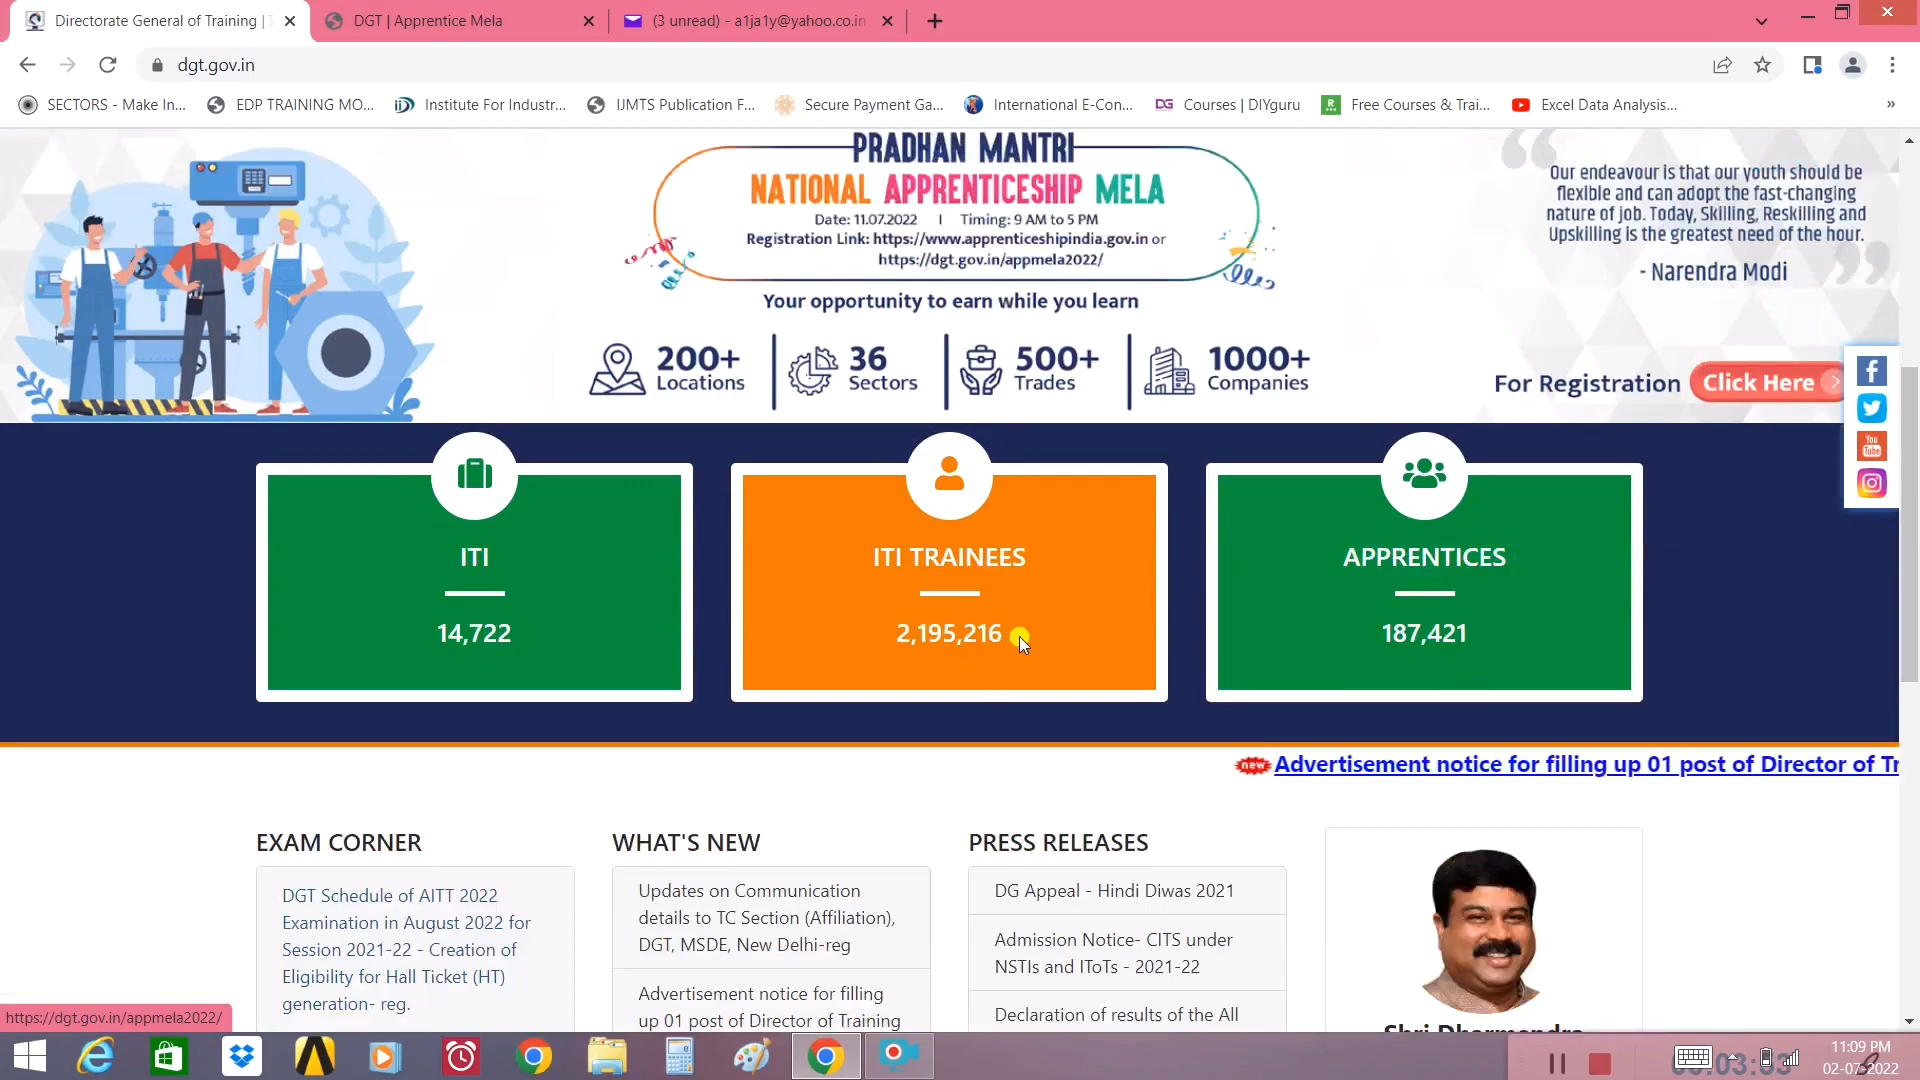 Directorate General of Training |
DGT | Apprentice Mela
(3 unread) - a1ja1y@yahoo.co.in
dgt.gov.in
SECTORS - Make In...
EDP TRAINING MO...
Institute For Industr...
IJMTS Publication F...
Secure Payment Ga...
International E-Con...
DG Courses | DIYguru
R. Free Courses & Trai...
Excel Data Analysis...
»
PRADHAN MANTRI
NATIONAL APPRENTICESHIP MELA
Date: 11.07.2022 I Timing: 9 AM to 5 PM
Registration Link: https://www.apprenticeshipindia.gov.in or
https://dgt.gov.in/appmela2022/
Your opportunity to earn while you learn
200+
Locations
36
Sectors
500+
Trades
1000+
Companies
Our endeavour is that our youth should be
flexible and can adopt the fast-changing
nature of job. Today, Skilling, Reskilling and
Upskilling is the greatest need of the hour.
- Narendra Modi
For Registration Click Here
You
Tube
ITI
14,722
ITI TRAINEES
2,195,216
APPRENTICES
187,421
new Advertisement notice for filling up 01 post of Director of Tr
EXAM CORNER
DGT Schedule of AITT 2022
Examination in August 2022 for
Session 2021-22 - Creation of
Eligibility for Hall Ticket (HT)
generation- reg.
WHAT'S NEW
Updates on Communication
details to TC Section (Affiliation),
DGT, MSDE, New Delhi-reg
Advertisement notice for filling
up 01 post of Director of Training
PRESS RELEASES
DG Appeal - Hindi Diwas 2021
Admission Notice- CITS under
NSTIs and IToTs - 2021-22
Declaration of results of the All
Shri Dharmendra
https://dgt.gov.in/appmela2022/
11:09 PM
02-07-2022